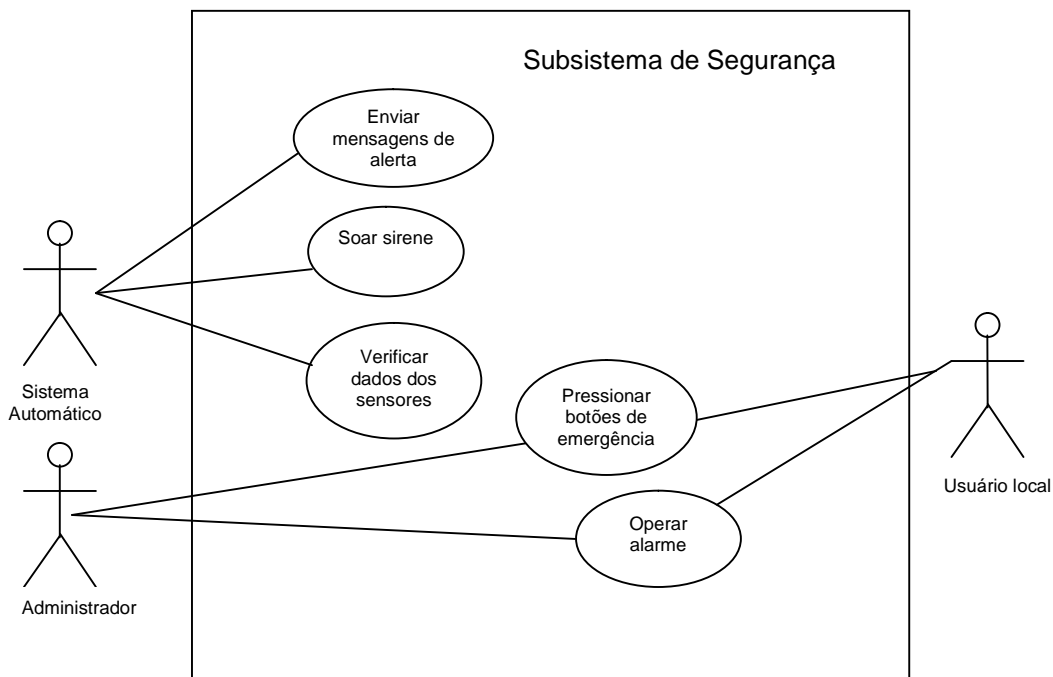 Subsistema de Segurança
Enviar
mensagens de
alerta
Soar sirene
Verificar
dados dos
sensores
Sistema
Automático
Pressionar
botões de
emergência
Usuário local
Operar
alarme
Administrador